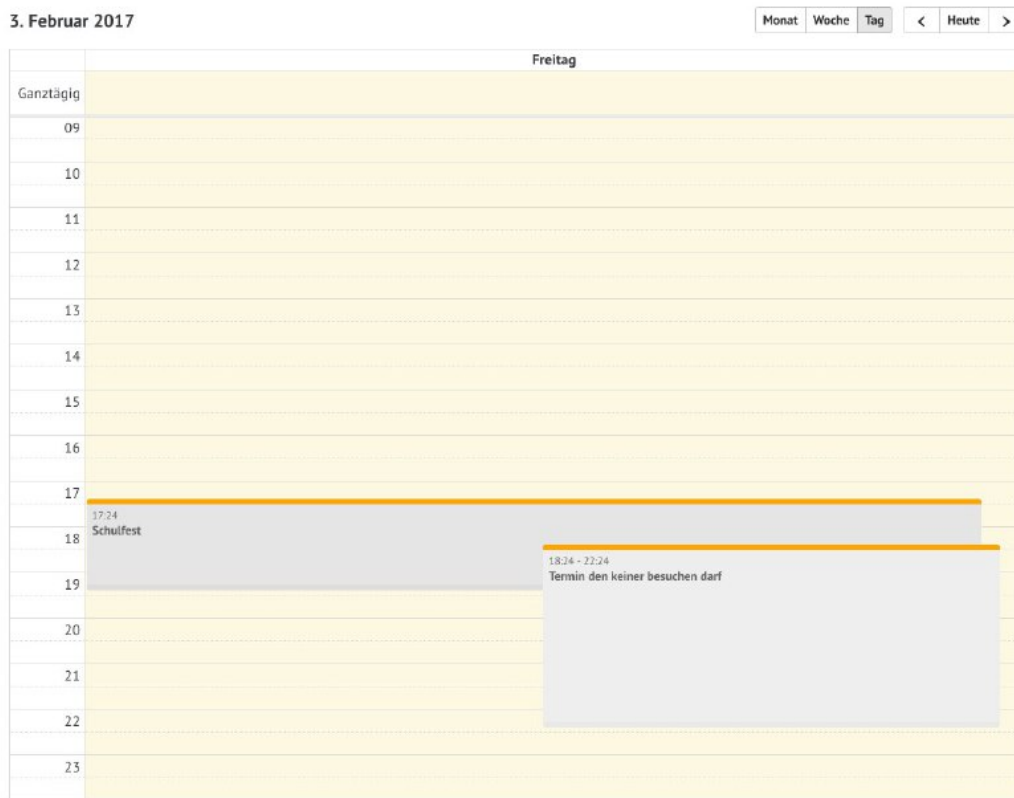 3. Februar 2017
Monat Woche Tag < Heute >
Freitag
Ganztägig
09
10
11
12
13
14
15
16
17
17:24
Schulfest
18
18:24 - 22:24
Termin den keiner besuchen darf
19
20
21
22
23